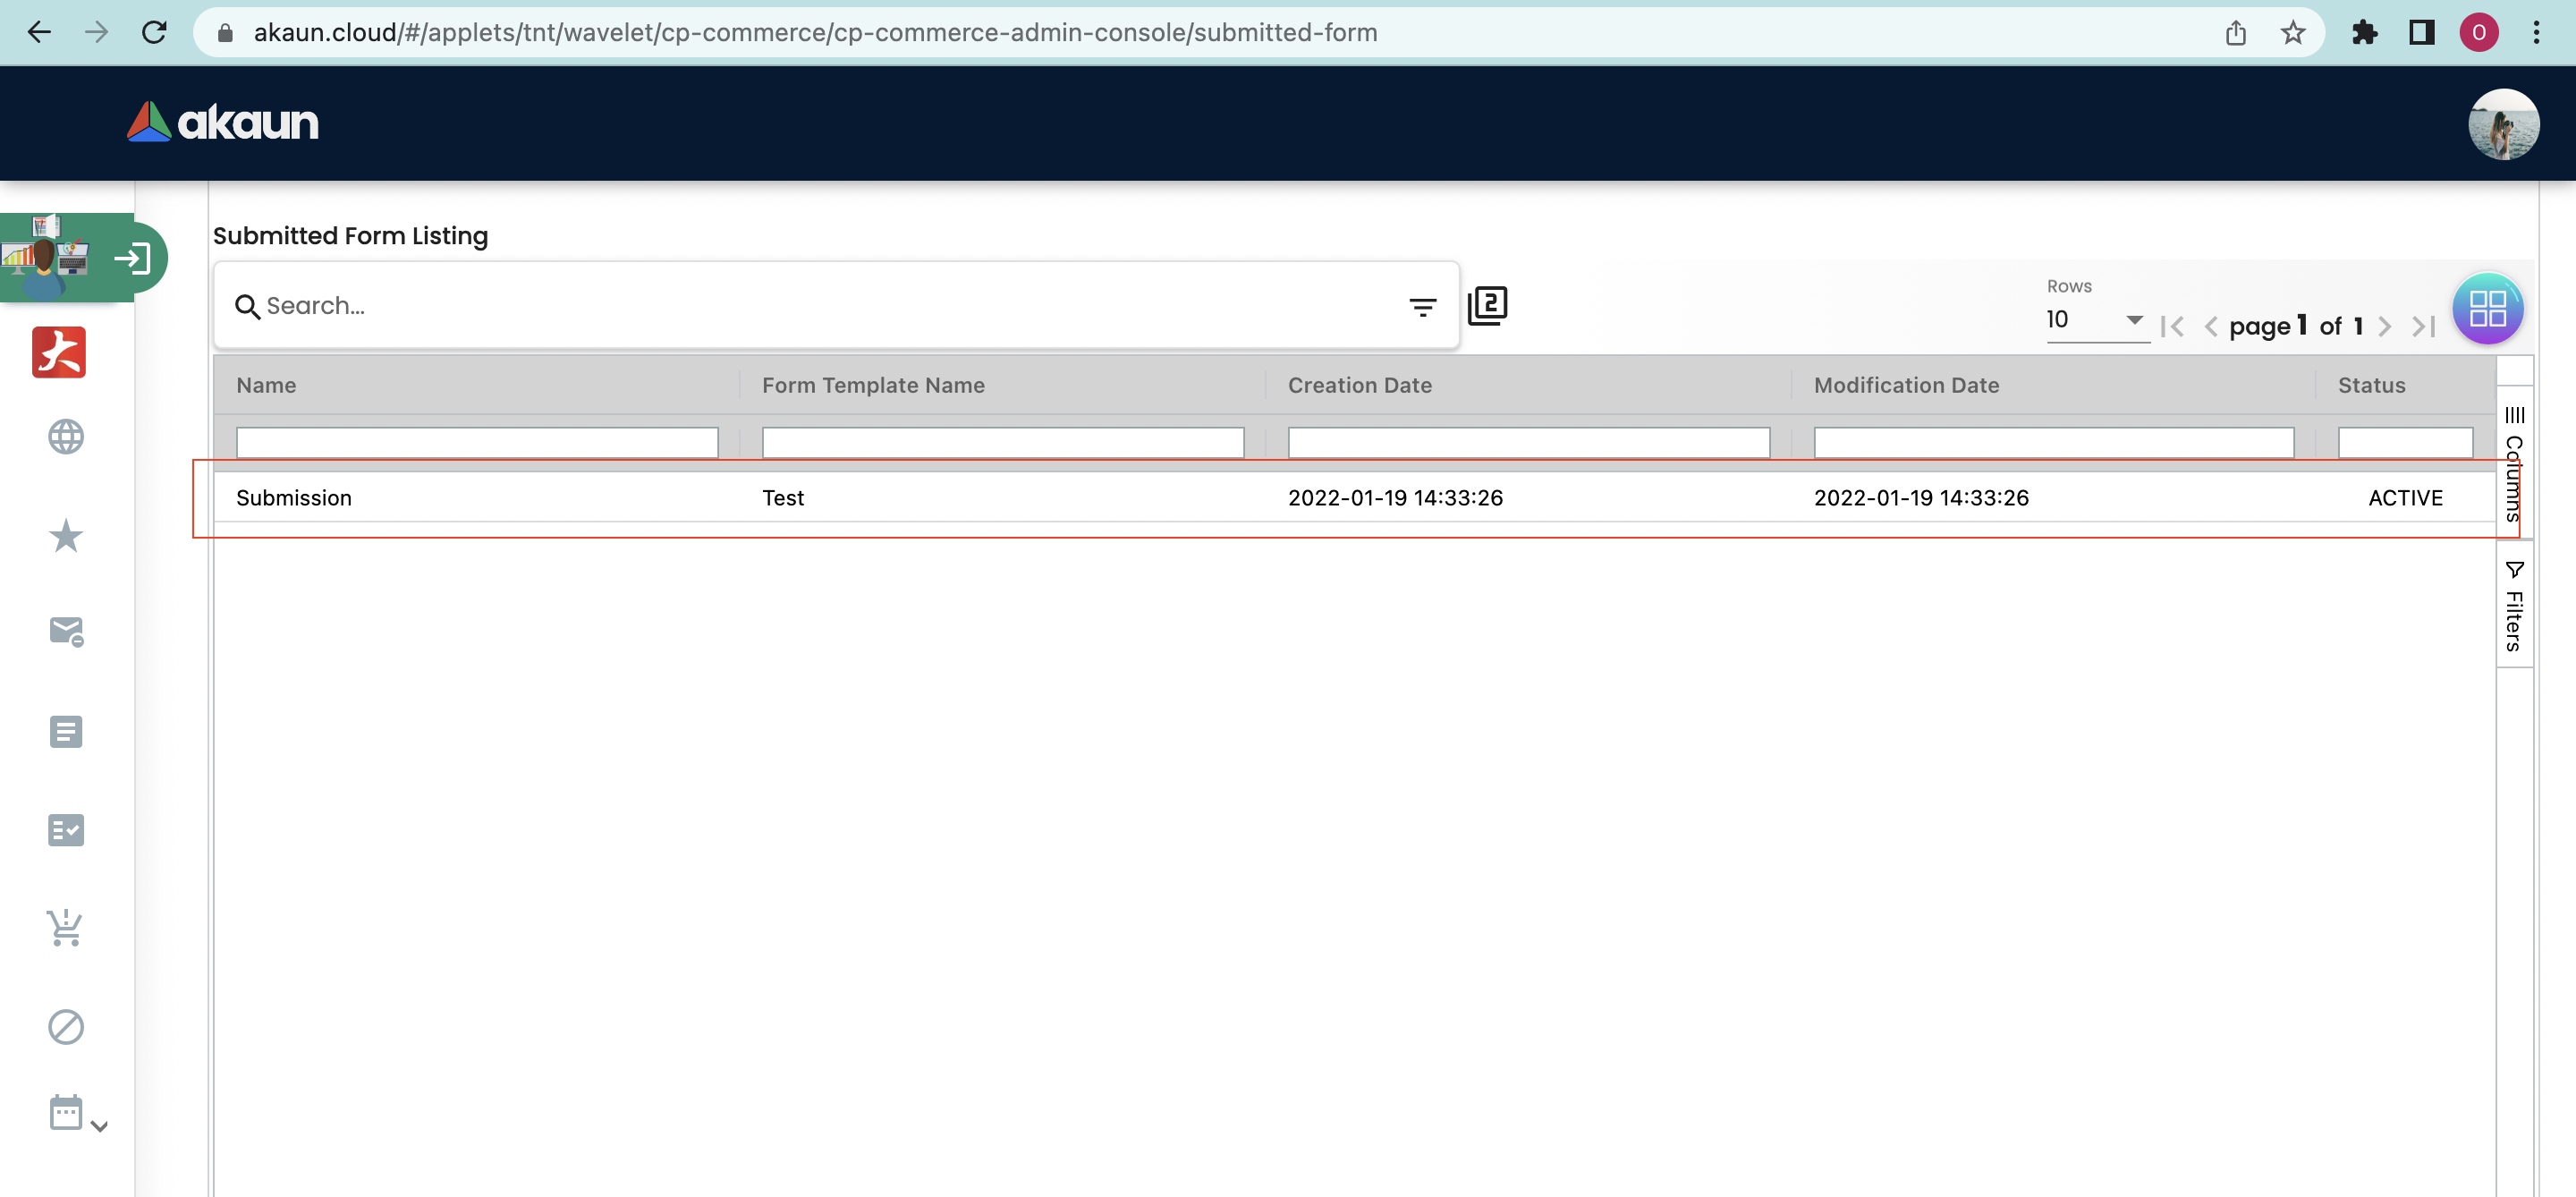 akaun.cloud/#/applets/tnt/wavelet/cp-commerce/cp-commerce-admin-console/submitted-form
O
akaun
Submitted Form Listing
Search...
2
Rows
10
page 1 of 1
Name Form Template Name Creation Date Modification Date Status
Submission Test 2022-01-19 14:33:26 2022-01-19 14:33:26 ACTIVE
Columns
Filters